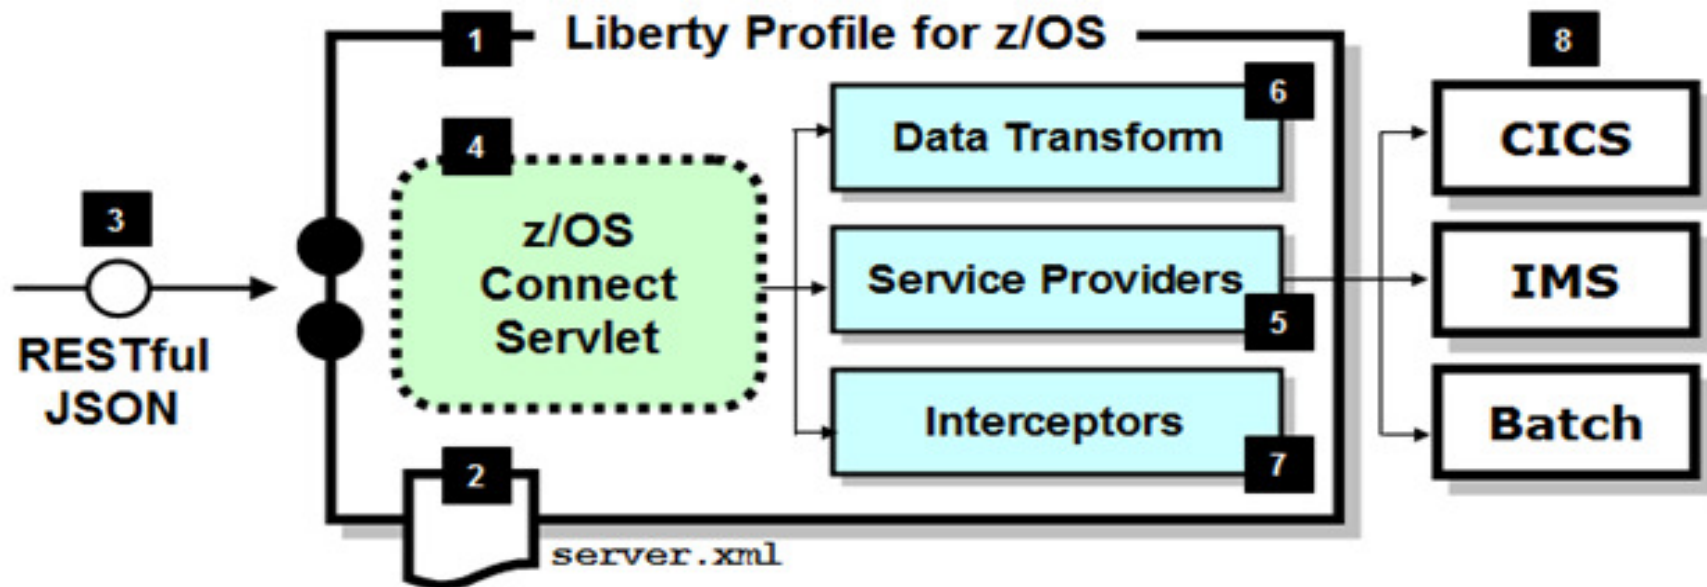 1
Liberty Profile for z/OS
8
6
Data Transform
CICS
4
z/OS
Connect
Servlet
3
RESTful
JSON
Service Providers
5
IMS
Interceptors
7
Batch
2
server.xml